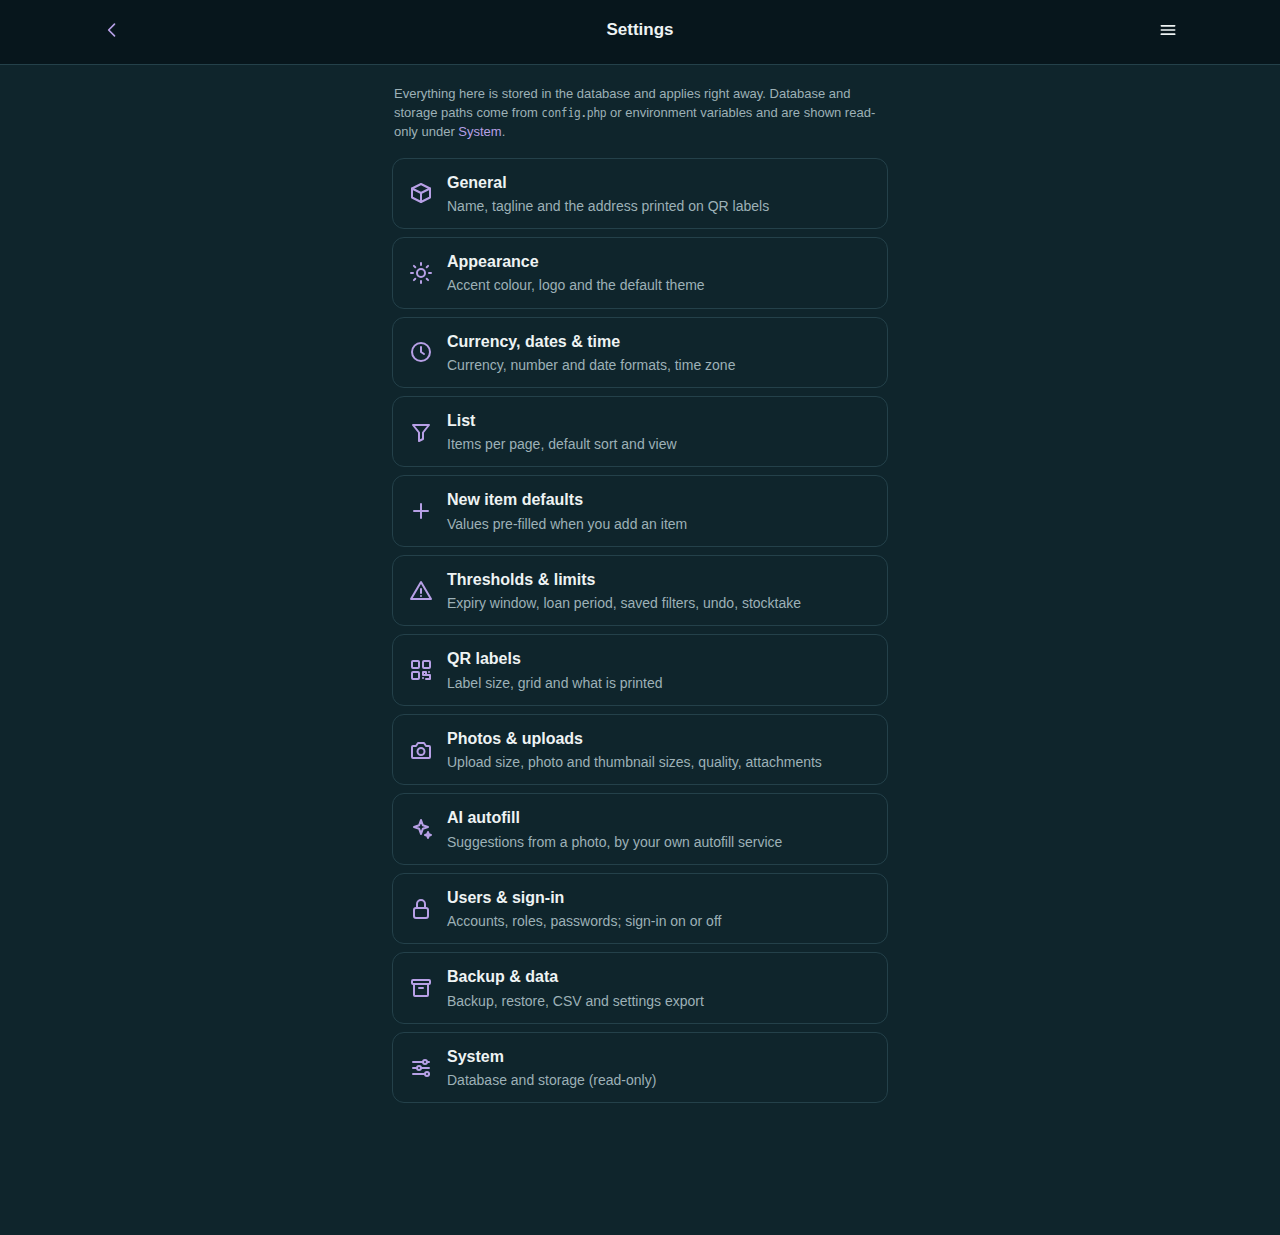 Settings
Everything here is stored in the database and applies right away. Database and
storage paths come from config.php or environment variables and are shown read-
only under System.
General
Name, tagline and the address printed on QR labels
Appearance
Accent colour, logo and the default theme
Currency, dates & time
Currency, number and date formats, time zone
List
Items per page, default sort and view
New item defaults
Values pre-filled when you add an item
Thresholds & limits
Expiry window, loan period, saved filters, undo, stocktake
QR labels
Label size, grid and what is printed
Photos & uploads
Upload size, photo and thumbnail sizes, quality, attachments
AI autofill
Suggestions from a photo, by your own autofill service
Users & sign-in
Accounts, roles, passwords; sign-in on or off
Backup & data
Backup, restore, CSV and settings export
System
Database and storage (read-only)